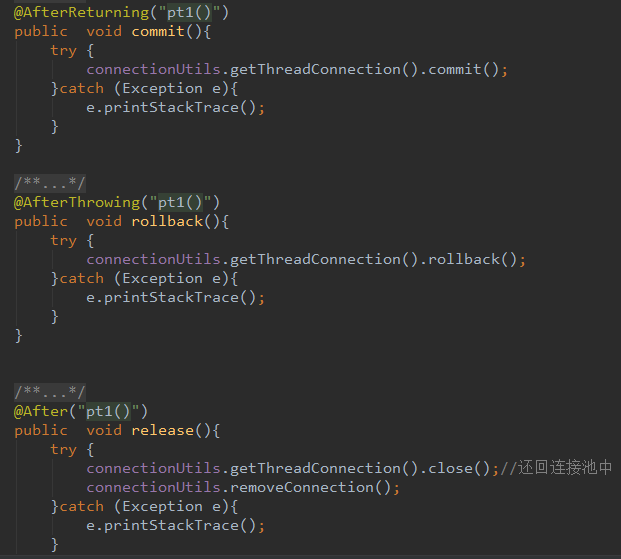 @AfterReturning("pt1()")
public  void commit(){
    try {
        connectionUtils.getThreadConnection().commit();
    }catch (Exception e){
        e.printStackTrace();
    }
}
/**...*/
@AfterThrowing("pt1()")
public  void rollback(){
    try {
        connectionUtils.getThreadConnection().rollback();
    }catch (Exception e){
        e.printStackTrace();
    }
}
/**...*/
@After("pt1()")
public  void release(){
    try {
        connectionUtils.getThreadConnection().close();//还回连接池中
        connectionUtils.removeConnection();
    }catch (Exception e){
        e.printStackTrace();
    }